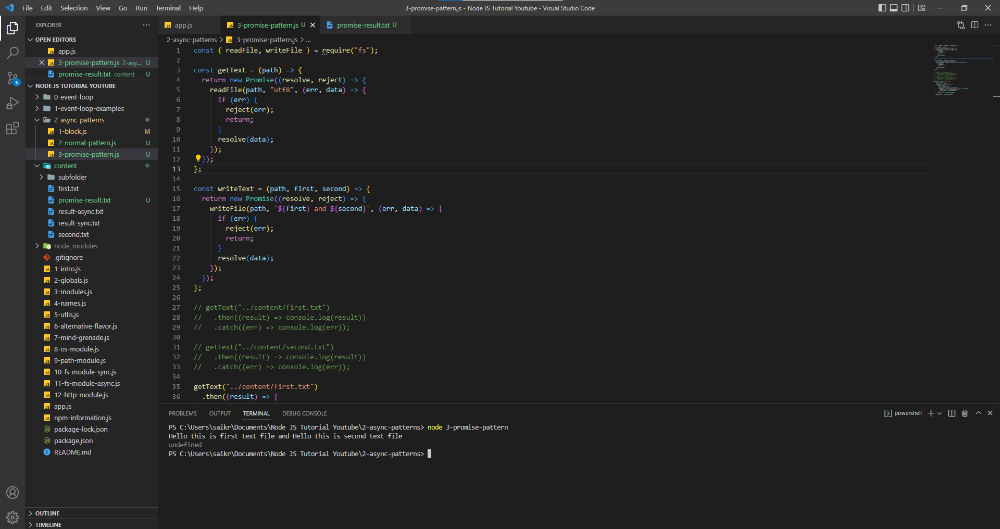 File Edit Selection View Go Run Terminal Help
3-promise-pattern.js - Node JS Tutorial Youtube - Visual Studio Code
EXPLORER
OPEN EDITORS
app.js
3-promise-pattern.js 2-asy... U
promise-result.txt content U
NODE JS TUTORIAL YOUTUBE
0-event-loop
1-event-loop-examples
2-async-patterns
1-block.js M
2-normal-pattern.js U
3-promise-pattern.js U
content
subfolder
first.txt
promise-result.txt U
result-async.txt
result-sync.txt
second.txt
node_modules
.gitignore
1-intro.js
2-globals.js
3-modules.js
4-names.js
5-utlis.js
6-alternative-flavor.js
7-mind-grenade.js
8-os-module.js
9-path-module.js
10-fs-module-sync.js
11-fs-module-async.js
12-http-module.js
app.js
npm-information.js
package-lock.json
package.json
README.md
OUTLINE
TIMELINE
5
app.js
3-promise-pattern.js U
promise-result.txt U
2-async-patterns > JS 3-promise-pattern.js > ...
1 const { readFile, writeFile } = require("fs");
2
3 const getText = (path) => {
4 return new Promise((resolve, reject) => {
5 readFile(path, "utf8", (err, data) => {
6 if (err) {
7 reject(err);
8 return;
9 }
10 resolve(data);
11 });
12 });
13 };
14
15 const writeText = (path, first, second) => {
16 return new Promise((resolve, reject) => {
17 writeFile(path, `${first} and ${second}`, (err, data) => {
18 if (err) {
19 reject(err);
20 return;
21 }
22 resolve(data);
23 });
24 });
25 };
26
27 // getText("../content/first.txt")
28 // .then((result) => console.log(result))
29 // .catch((err) => console.log(err));
30
31 // getText("../content/second.txt")
32 // .then((result) => console.log(result))
33 // .catch((err) => console.log(err));
34
35 getText("../content/first.txt")
36 .then((result) => {
PROBLEMS OUTPUT TERMINAL DEBUG CONSOLE
powershell
PS C:\Users\saikr\Documents\Node JS Tutorial Youtube\2-async-patterns> node 3-promise-pattern
Hello this is first text file and Hello this is second text file
undefined
PS C:\Users\saikr\Documents\Node JS Tutorial Youtube\2-async-patterns>